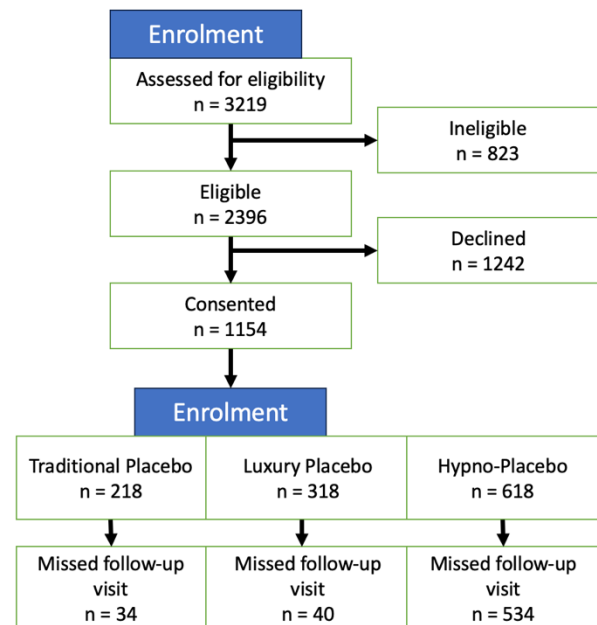 Enrolment
Assessed for eligibility
n = 3219
Ineligible
n = 823
Eligible
n = 2396
Declined
n = 1242
Consented
n = 1154
Enrolment
Traditional Placebo
n = 218
Luxury Placebo
n = 318
Hypno-Placebo
n = 618
Missed follow-up
visit
n = 34
Missed follow-up
visit
n = 40
Missed follow-up
visit
n = 534